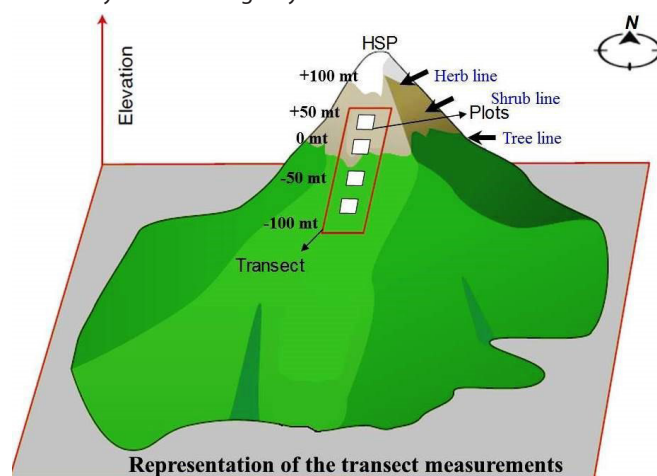 HSP
N
+100 mt
Herb line
Elevation
Shrub line
+50 mt
Plots
0 mt
Tree line
-50 mt
-100 mt
Transect
Representation of the transect measurements